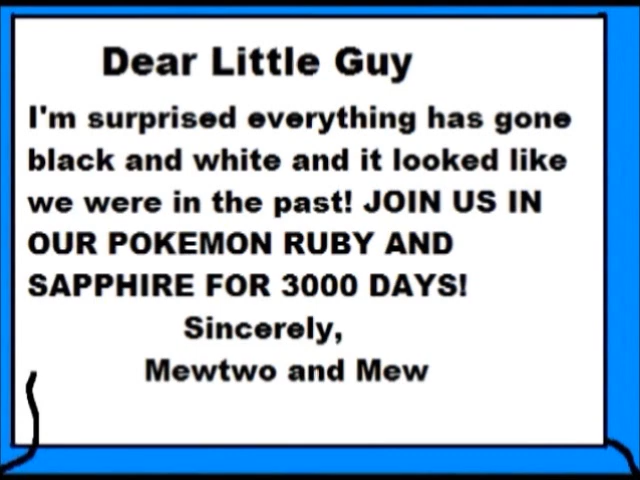 Dear Little Guy
I'm surprised everything has gone
black and white and it looked like
we were in the past! JOIN US IN
OUR POKEMON RUBY AND
SAPPHIRE FOR 3000 DAYS!
Sincerely,
Mewtwo and Mew